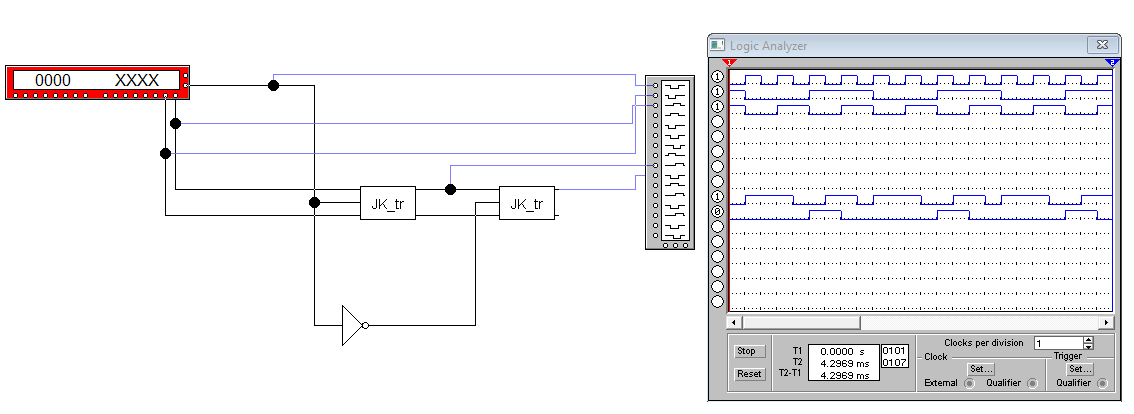 0000 XXXX
JK_tr
JK_tr
Logic Analyzer
1
2
1
1
1
1
0
Stop
Reset
T1 0.0000 s 0101
T2 4.2969 ms 0107
T2-T1 4.2969 ms
Clocks per division 1
Clock
Set...
External Qualifier
Trigger
Set...
Qualifier